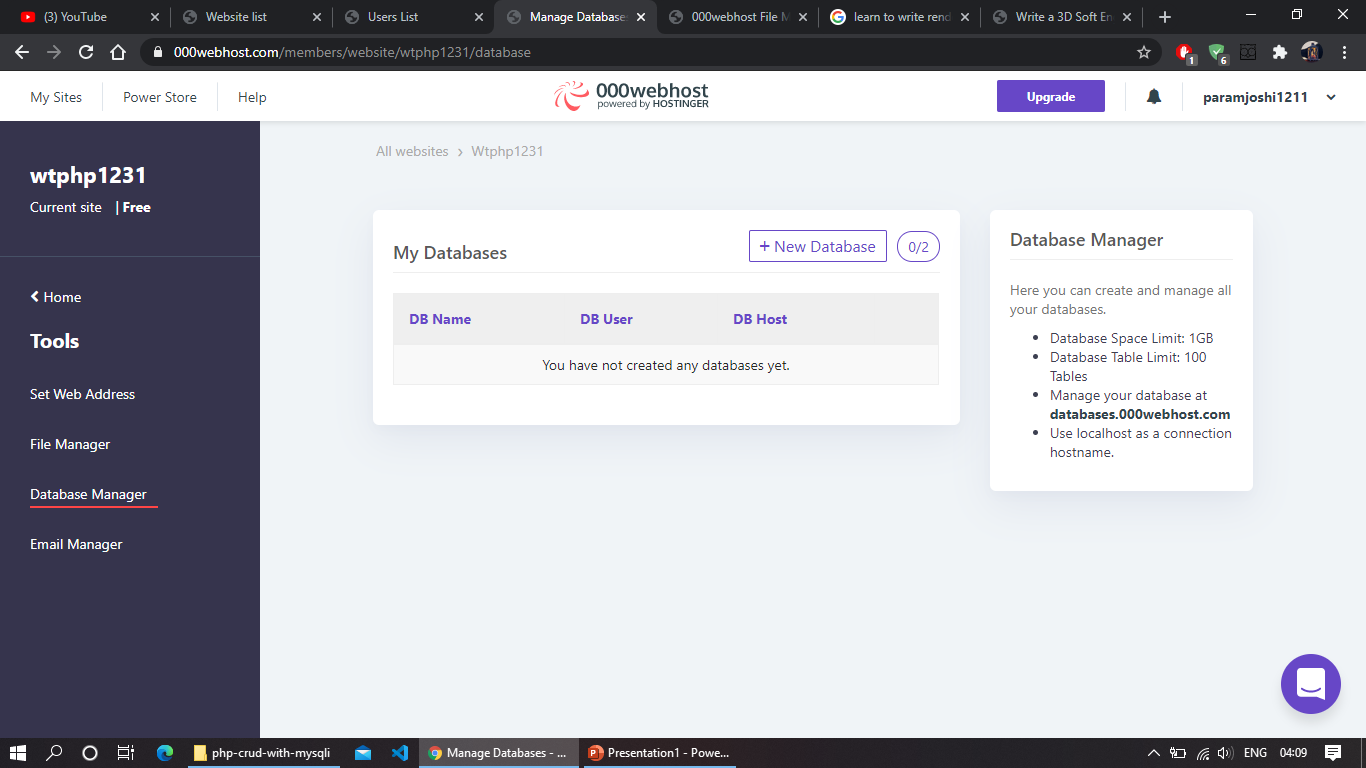 (3) YouTube
Website list
Users List
Manage Databases
000webhost File M
learn to write rend
Write a 3D Soft En
000webhost.com/members/website/wtphp1231/database
1
6
My Sites
Power Store
Help
000webhost
powered by HOSTINGER
Upgrade
paramjoshi1211
wtphp1231
Current site | Free
Home
Tools
Set Web Address
File Manager
Database Manager
Email Manager
All websites › Wtphp1231
My Databases
+ New Database
0/2
DB Name DB User DB Host
You have not created any databases yet.
Database Manager
Here you can create and manage all
your databases.
• Database Space Limit: 1GB
• Database Table Limit: 100
Tables
• Manage your database at
databases.000webhost.com
• Use localhost as a connection
hostname.
php-crud-with-mysqli
Manage Databases - ...
Presentation1 - Powe...
ENG
04:09